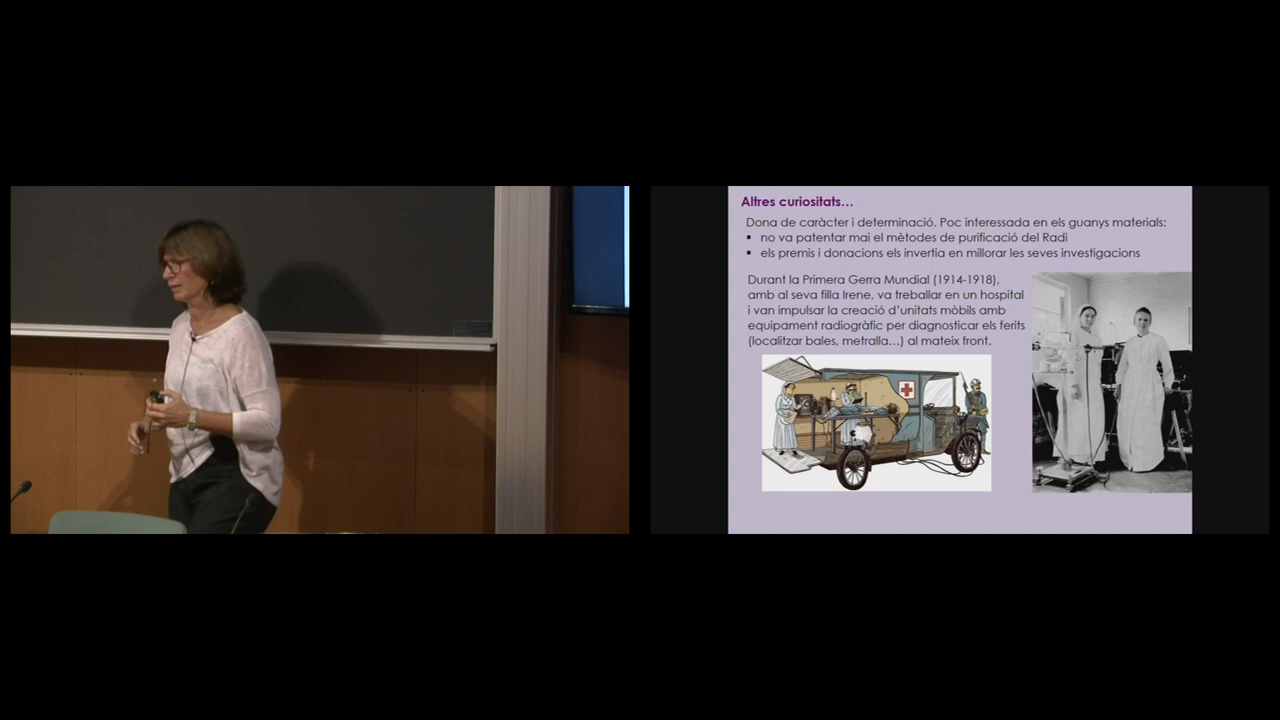 Altres curiositats…
Dona de caràcter i determinació. Poc interessada en els guanys materials:
▪ no va patentar mai el mètodes de purificació del Radi
▪ els premis i donacions els invertia en millorar les seves investigacions
Durant la Primera Gerra Mundial (1914-1918),
amb al seva filla Irene, va treballar en un hospital
i van impulsar la creació d'unitats mòbils amb
equipament radiogràfic per diagnosticar els ferits
(localitzar bales, metralla…) al mateix front.